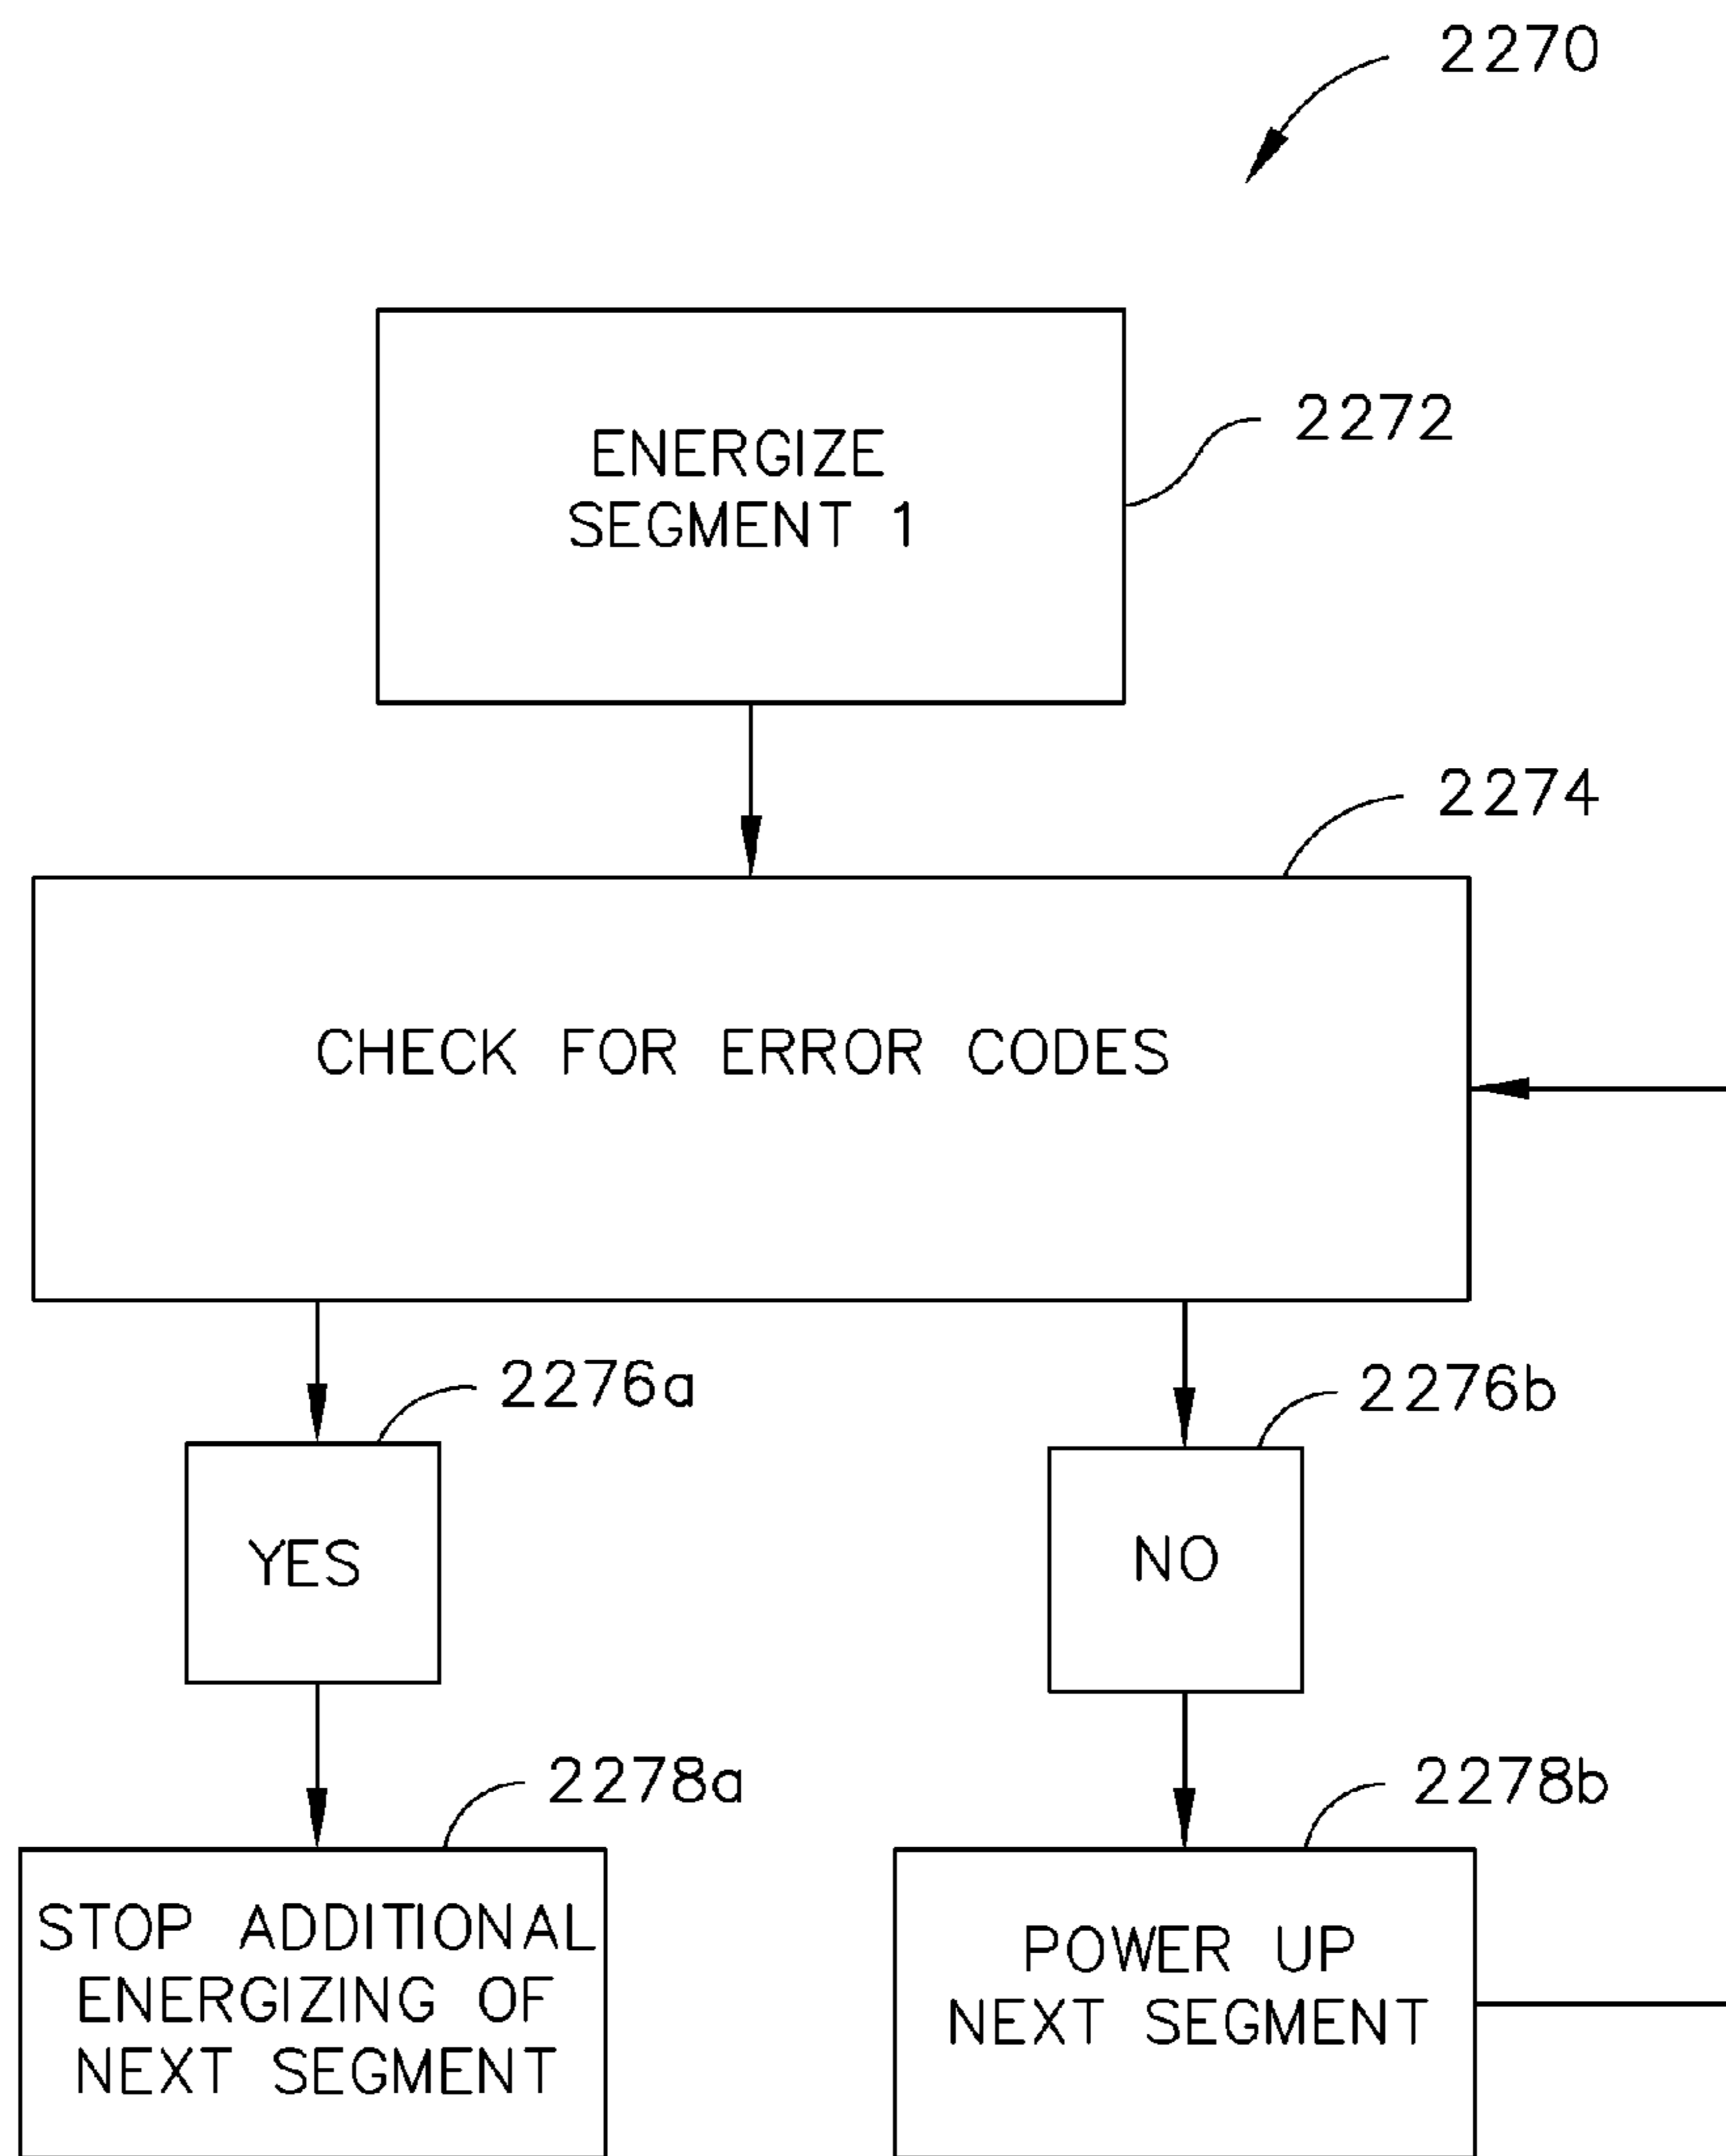 2270
ENERGIZE
SEGMENT 1
2272
2274
CHECK FOR ERROR CODES
2276a
2276b
YES
NO
2278a
2278b
STOP ADDITIONAL
ENERGIZING OF
NEXT SEGMENT
POWER UP
NEXT SEGMENT